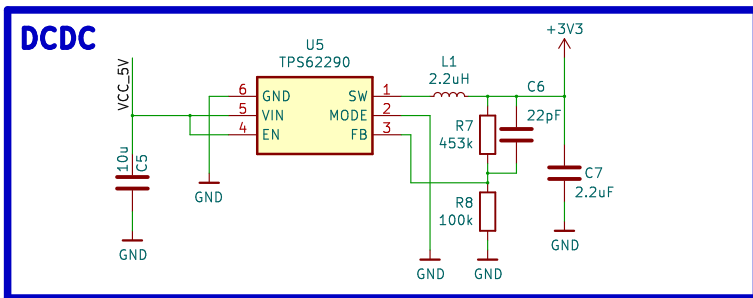 DCDC
+3V3
U5
TPS62290
L1
2.2uH
C6
22pF
VCC_5V
6 GND SW 1
5 VIN MODE 2
4 EN FB 3
R7
453k
10u
C5
C7
2.2uF
GND
R8
100k
GND
GND
GND
GND
GND